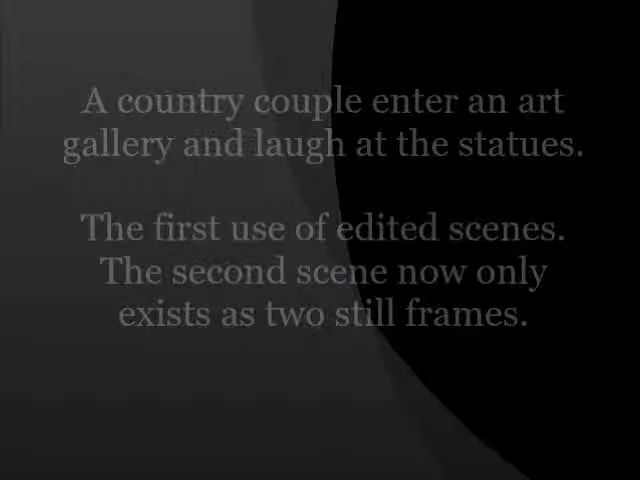 A country couple enter an art
gallery and laugh at the statues.
The first use of edited scenes.
The second scene now only
exists as two still frames.